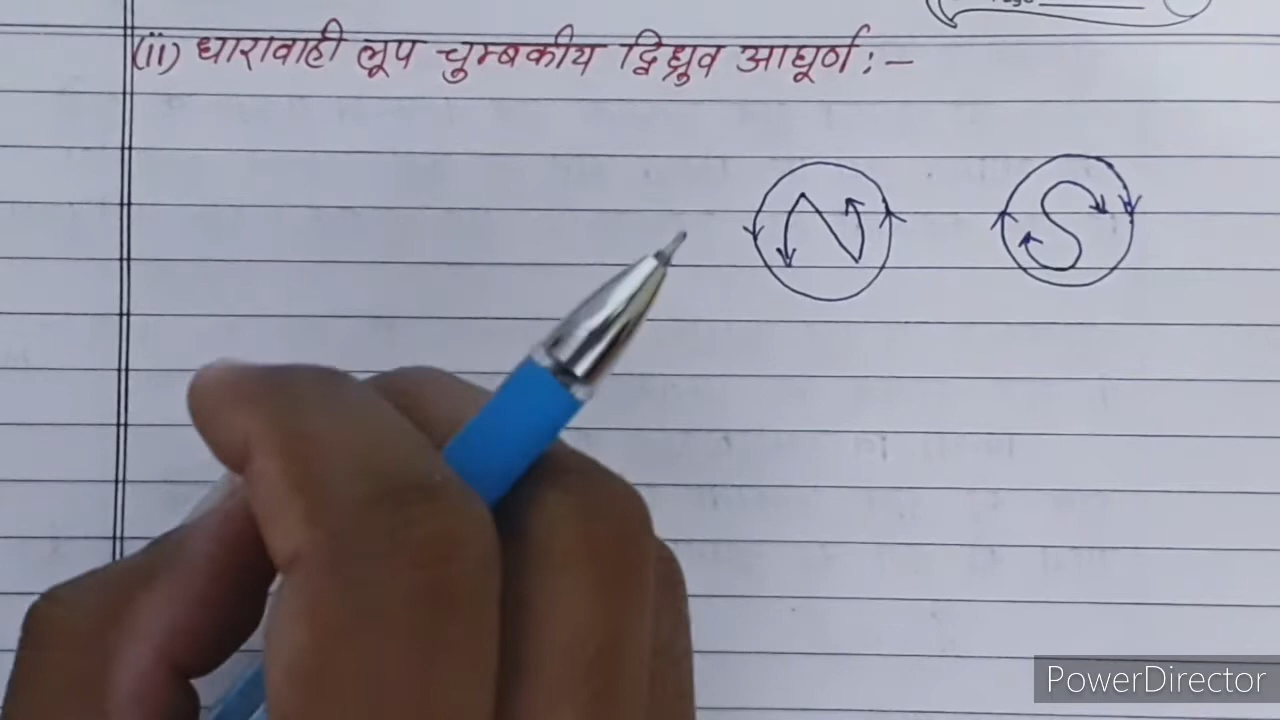 (ii) धारावाही लूप चुम्बकीय द्विध्रुव आघूर्ण :-
N S
PowerDirector